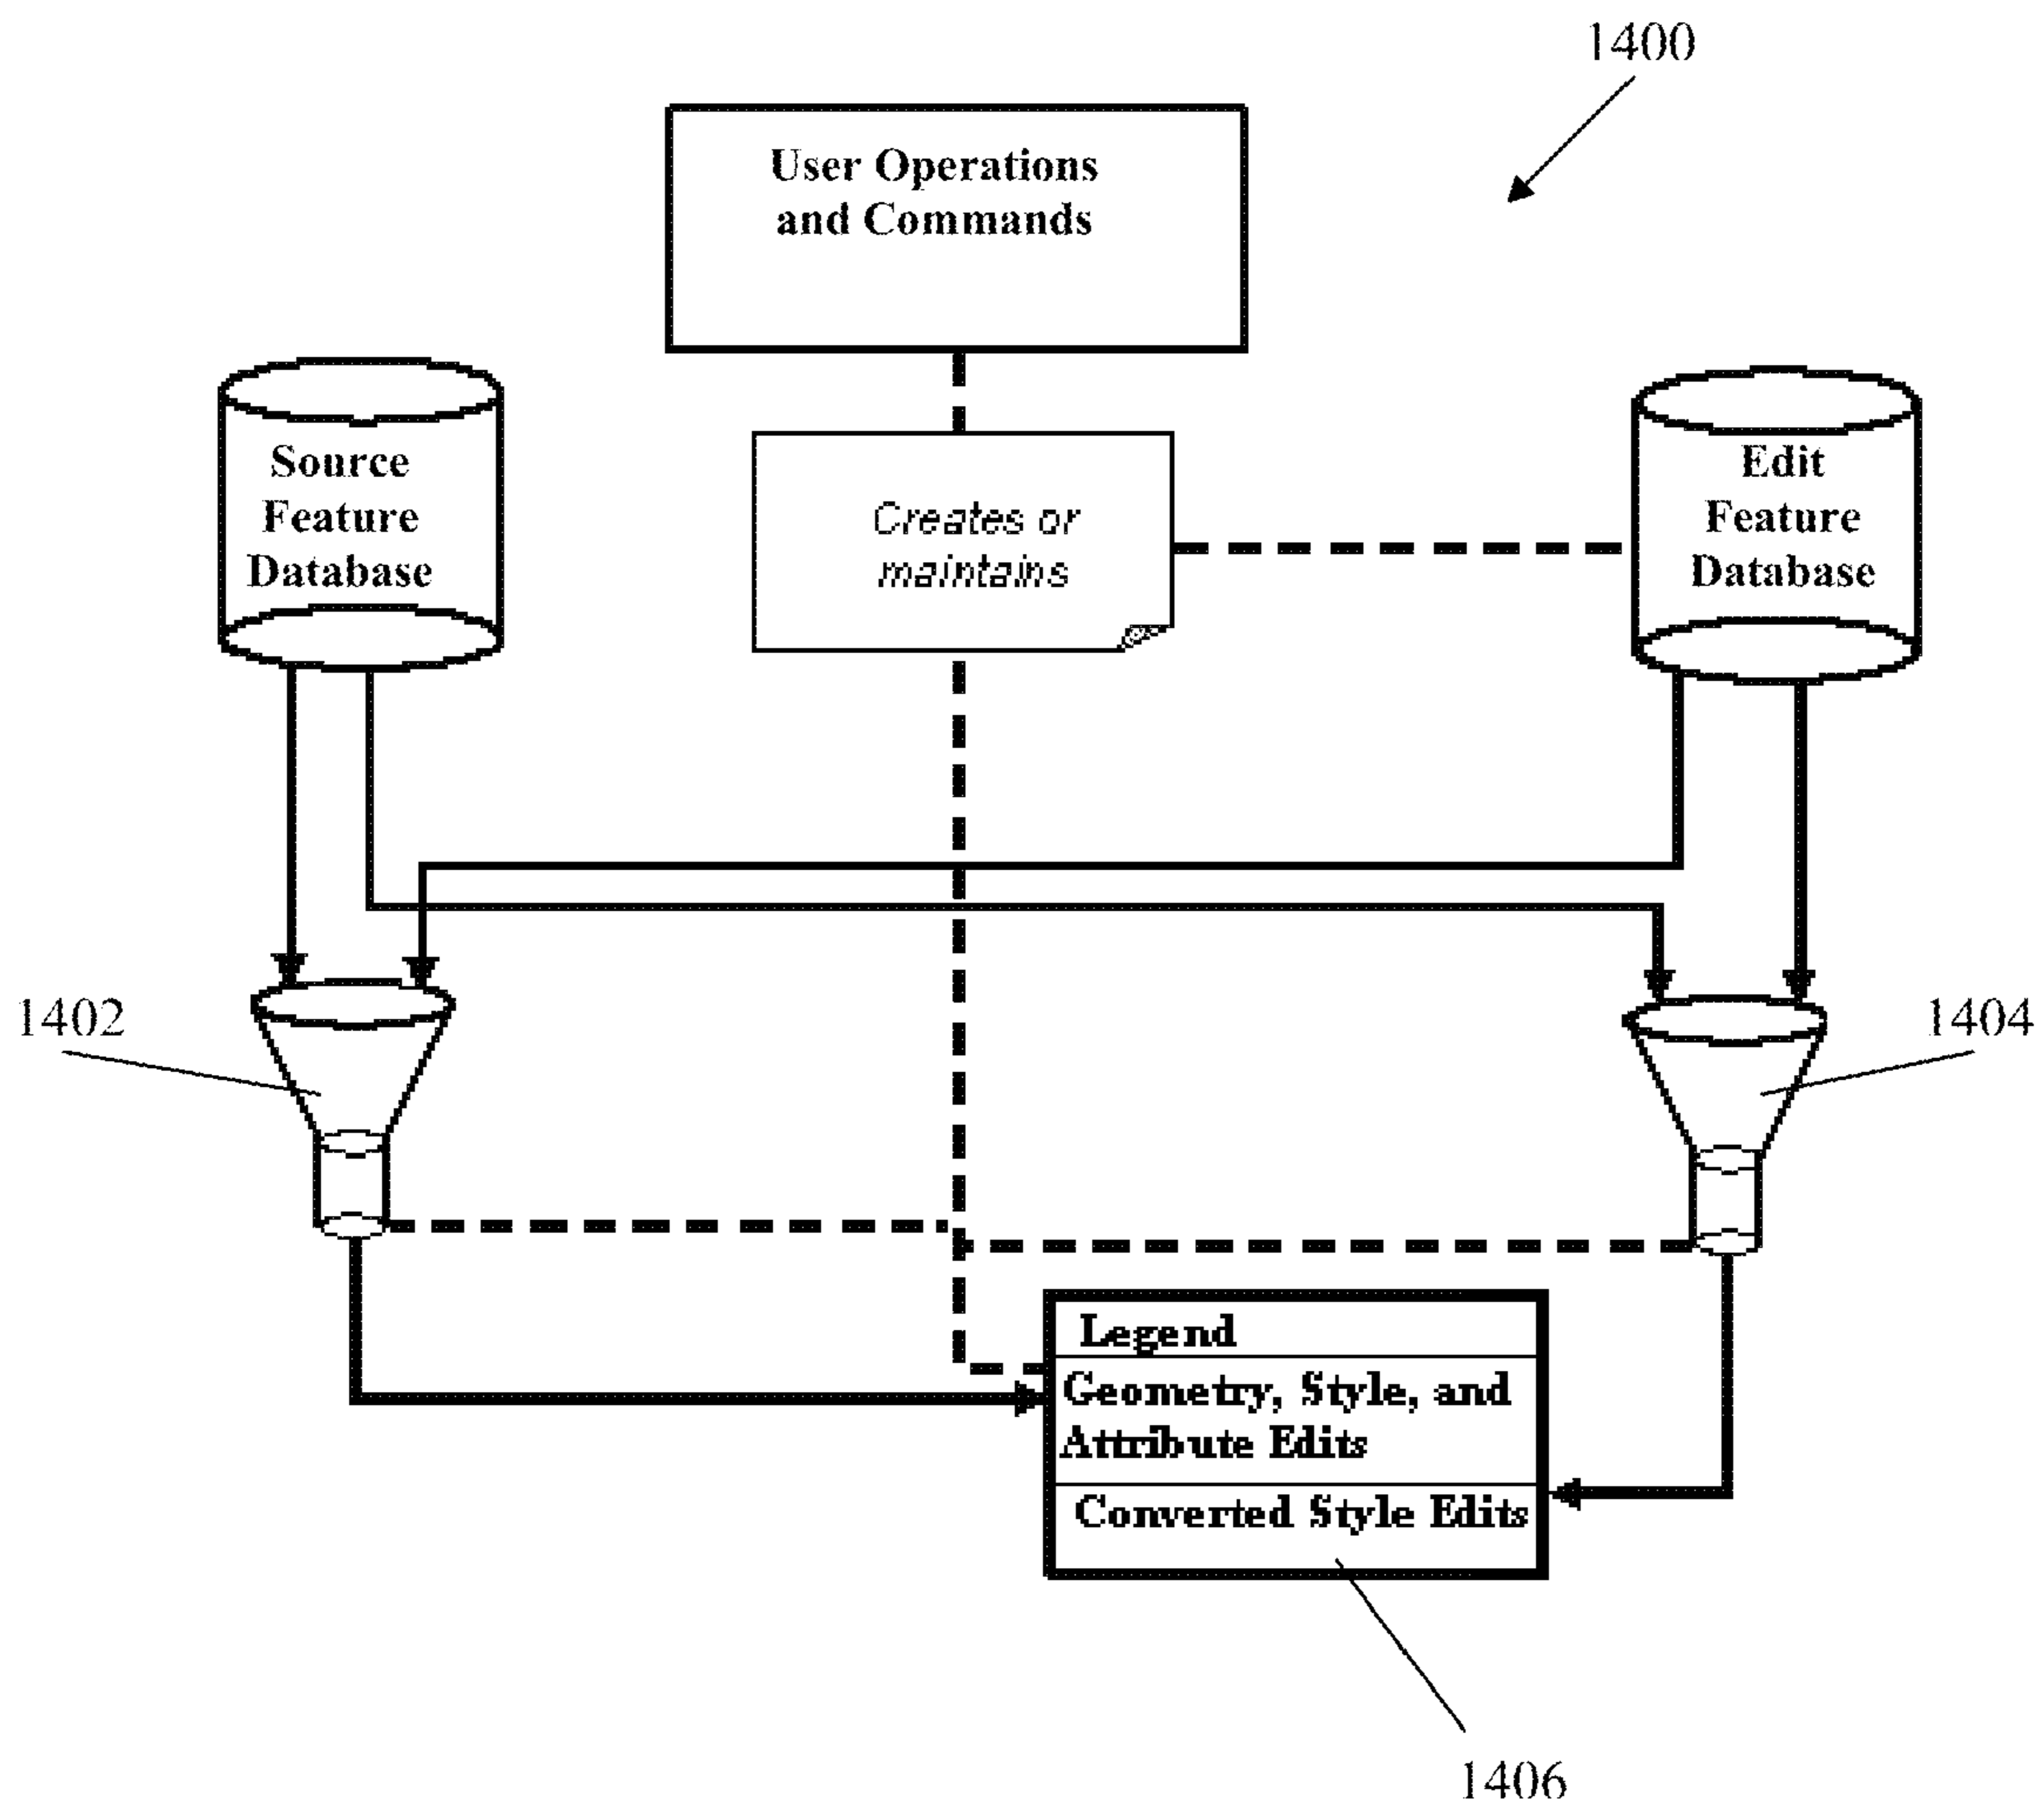 1400
User Operations
and Commands
Source
Feature
Database
Creates or
maintains
Edit
Feature
Database
1402
1404
Legend
Geometry, Style, and
Attribute Edits
Converted Style Edits
1406